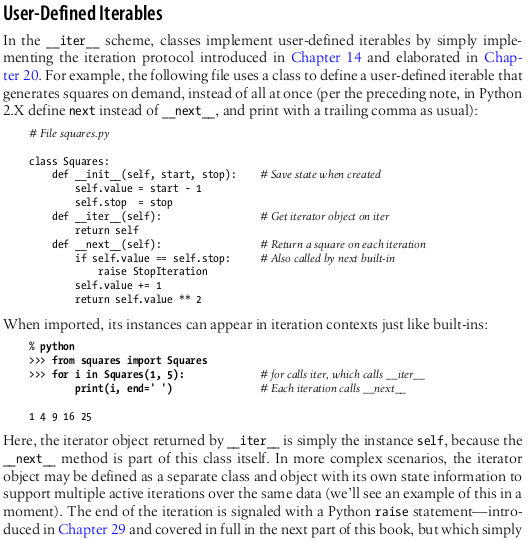 User-Defined Iterables
In the __iter__ scheme, classes implement user-defined iterables by simply imple-
menting the iteration protocol introduced in Chapter 14 and elaborated in Chap-
ter 20. For example, the following file uses a class to define a user-defined iterable that
generates squares on demand, instead of all at once (per the preceding note, in Python
2.X define next instead of __next__, and print with a trailing comma as usual):
# File squares.py
class Squares:
    def __init__(self, start, stop):    # Save state when created
        self.value = start - 1
        self.stop  = stop
    def __iter__(self):    # Get iterator object on iter
        return self
    def __next__(self):    # Return a square on each iteration
        if self.value == self.stop:    # Also called by next built-in
            raise StopIteration
        self.value += 1
        return self.value ** 2
When imported, its instances can appear in iteration contexts just like built-ins:
% python
>>> from squares import Squares
>>> for i in Squares(1, 5):    # for calls iter, which calls __iter__
        print(i, end=' ')    # Each iteration calls __next__
1 4 9 16 25
Here, the iterator object returned by __iter__ is simply the instance self, because the
__next__ method is part of this class itself. In more complex scenarios, the iterator
object may be defined as a separate class and object with its own state information to
support multiple active iterations over the same data (we'll see an example of this in a
moment). The end of the iteration is signaled with a Python raise statement—intro-
duced in Chapter 29 and covered in full in the next part of this book, but which simply